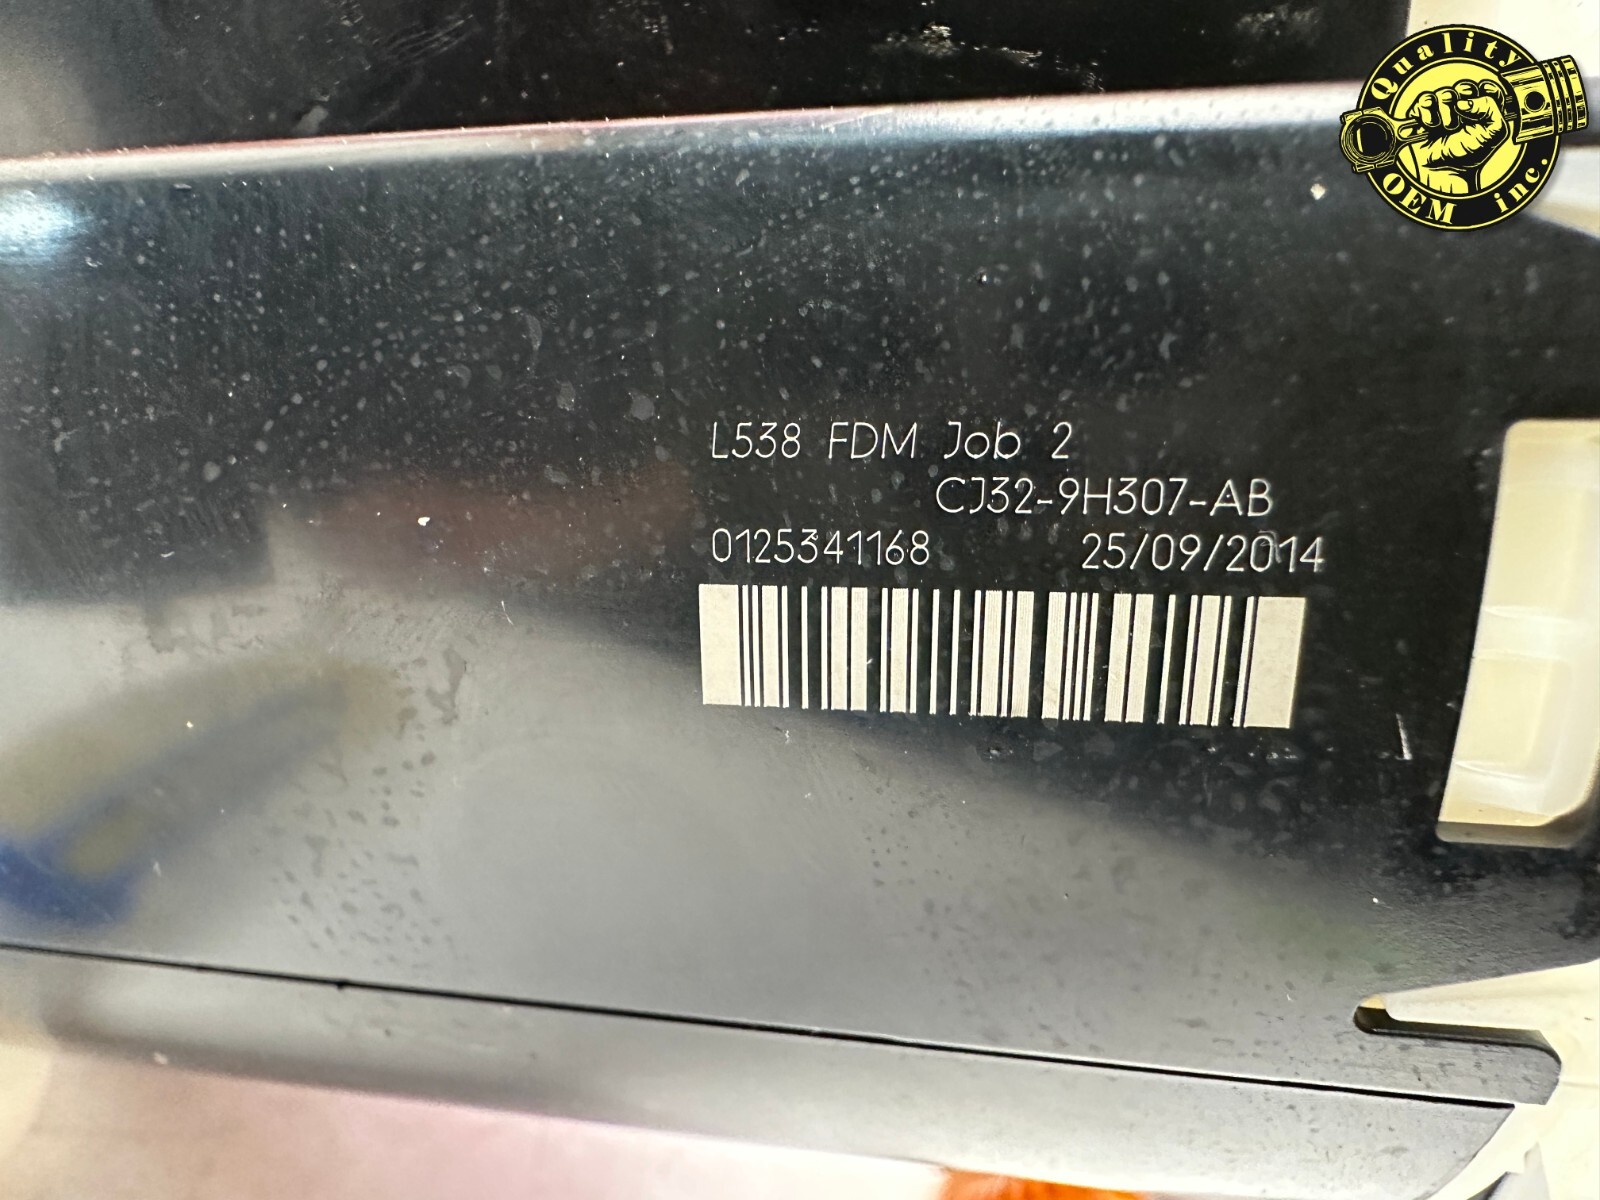 Quality
OEM inc.
L538 FDM Job 2
CJ32-9H307-AB
0125341168 25/09/2014